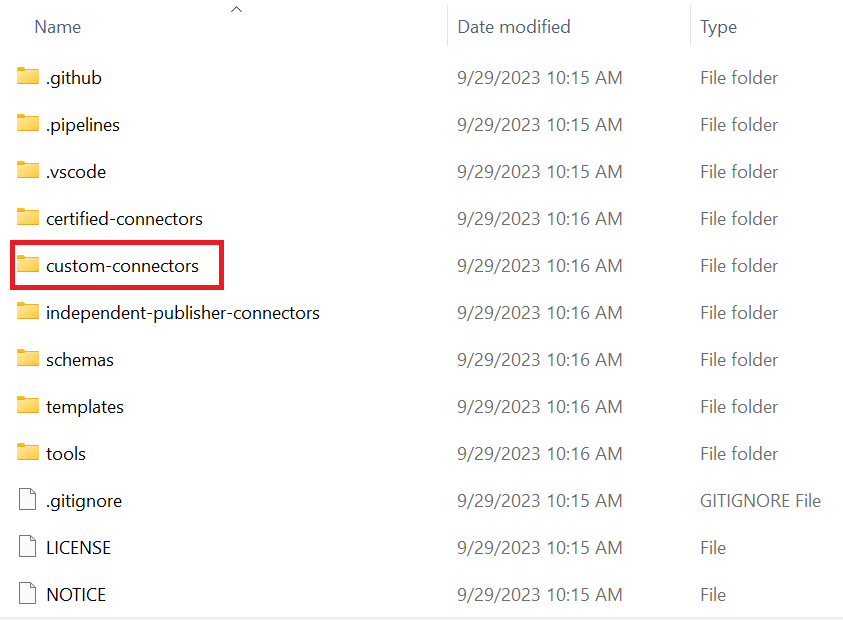 Name Date modified Type
.github 9/29/2023 10:15 AM File folder
.pipelines 9/29/2023 10:15 AM File folder
.vscode 9/29/2023 10:15 AM File folder
certified-connectors 9/29/2023 10:16 AM File folder
custom-connectors 9/29/2023 10:16 AM File folder
independent-publisher-connectors 9/29/2023 10:16 AM File folder
schemas 9/29/2023 10:16 AM File folder
templates 9/29/2023 10:16 AM File folder
tools 9/29/2023 10:16 AM File folder
.gitignore 9/29/2023 10:15 AM GITIGNORE File
LICENSE 9/29/2023 10:15 AM File
NOTICE 9/29/2023 10:15 AM File